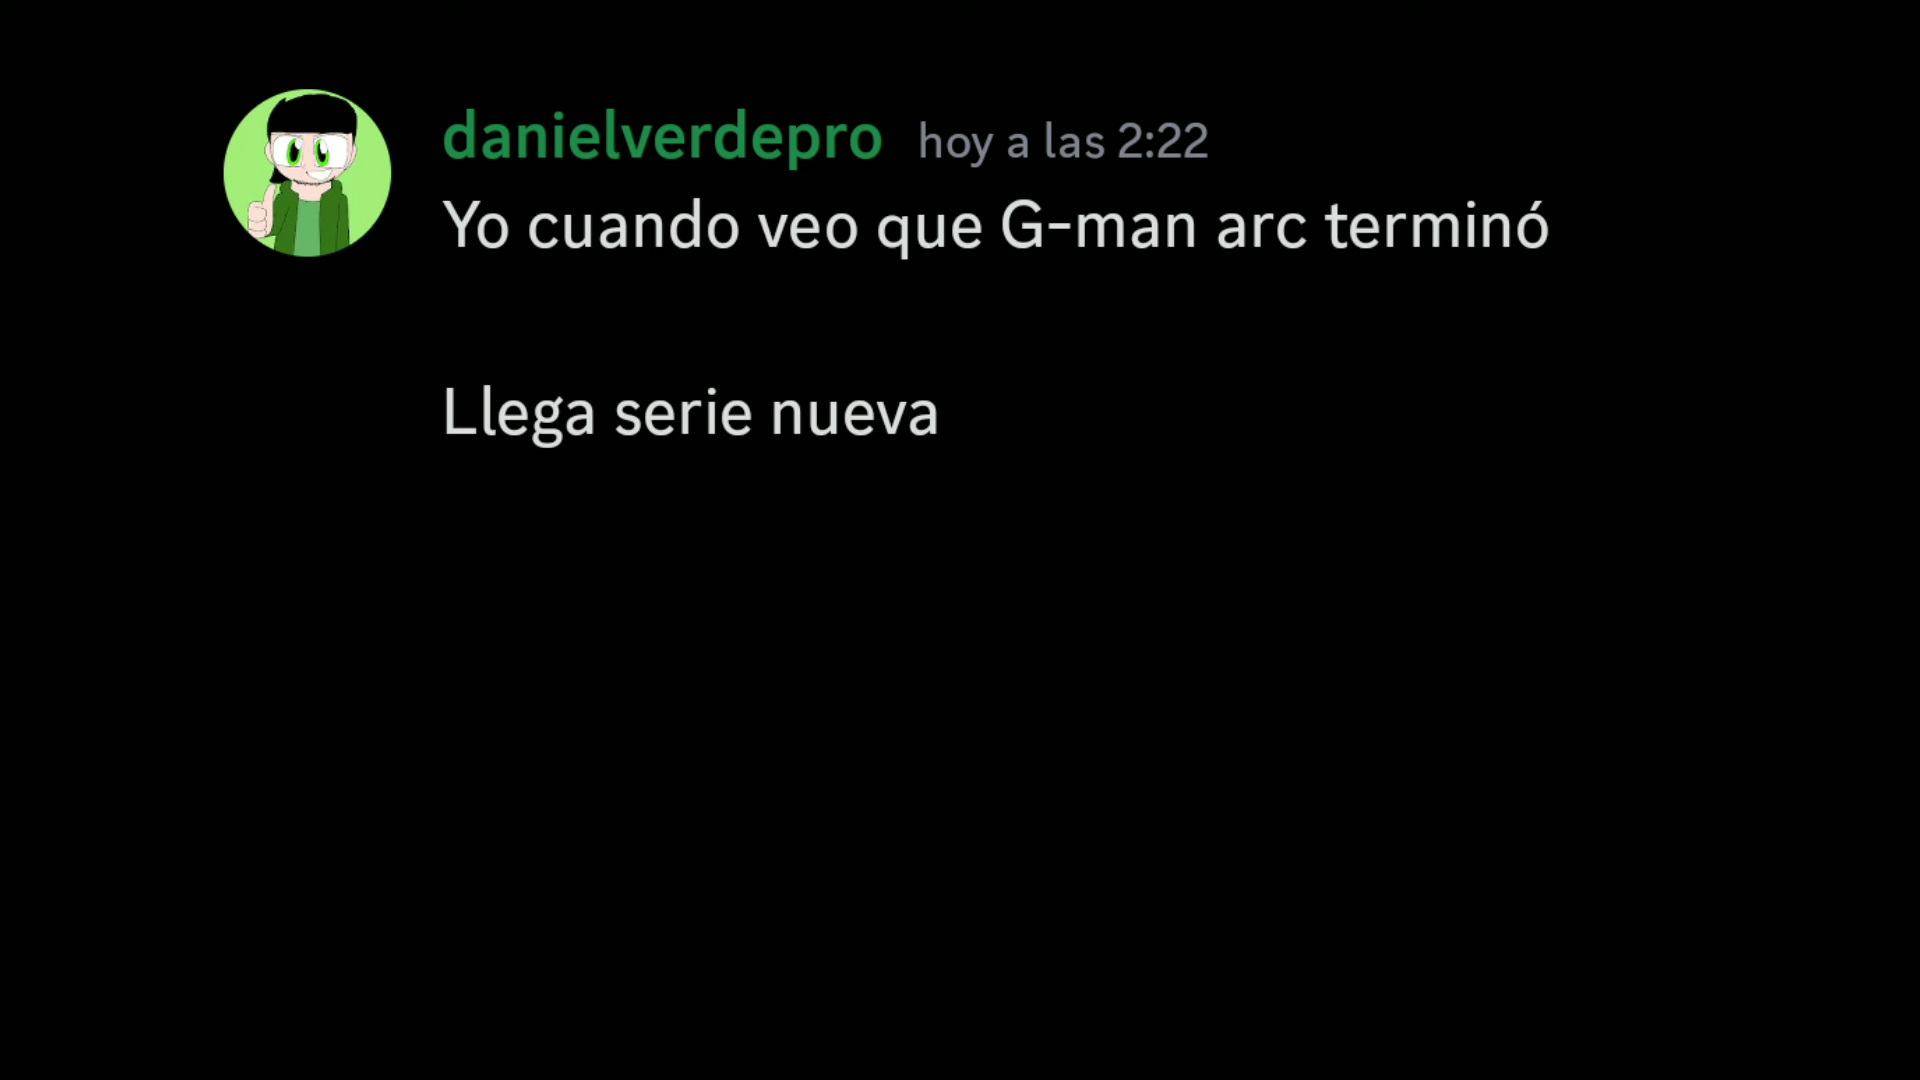 danielverdepro hoy a las 2:22
Yo cuando veo que G-man arc terminó
Llega serie nueva